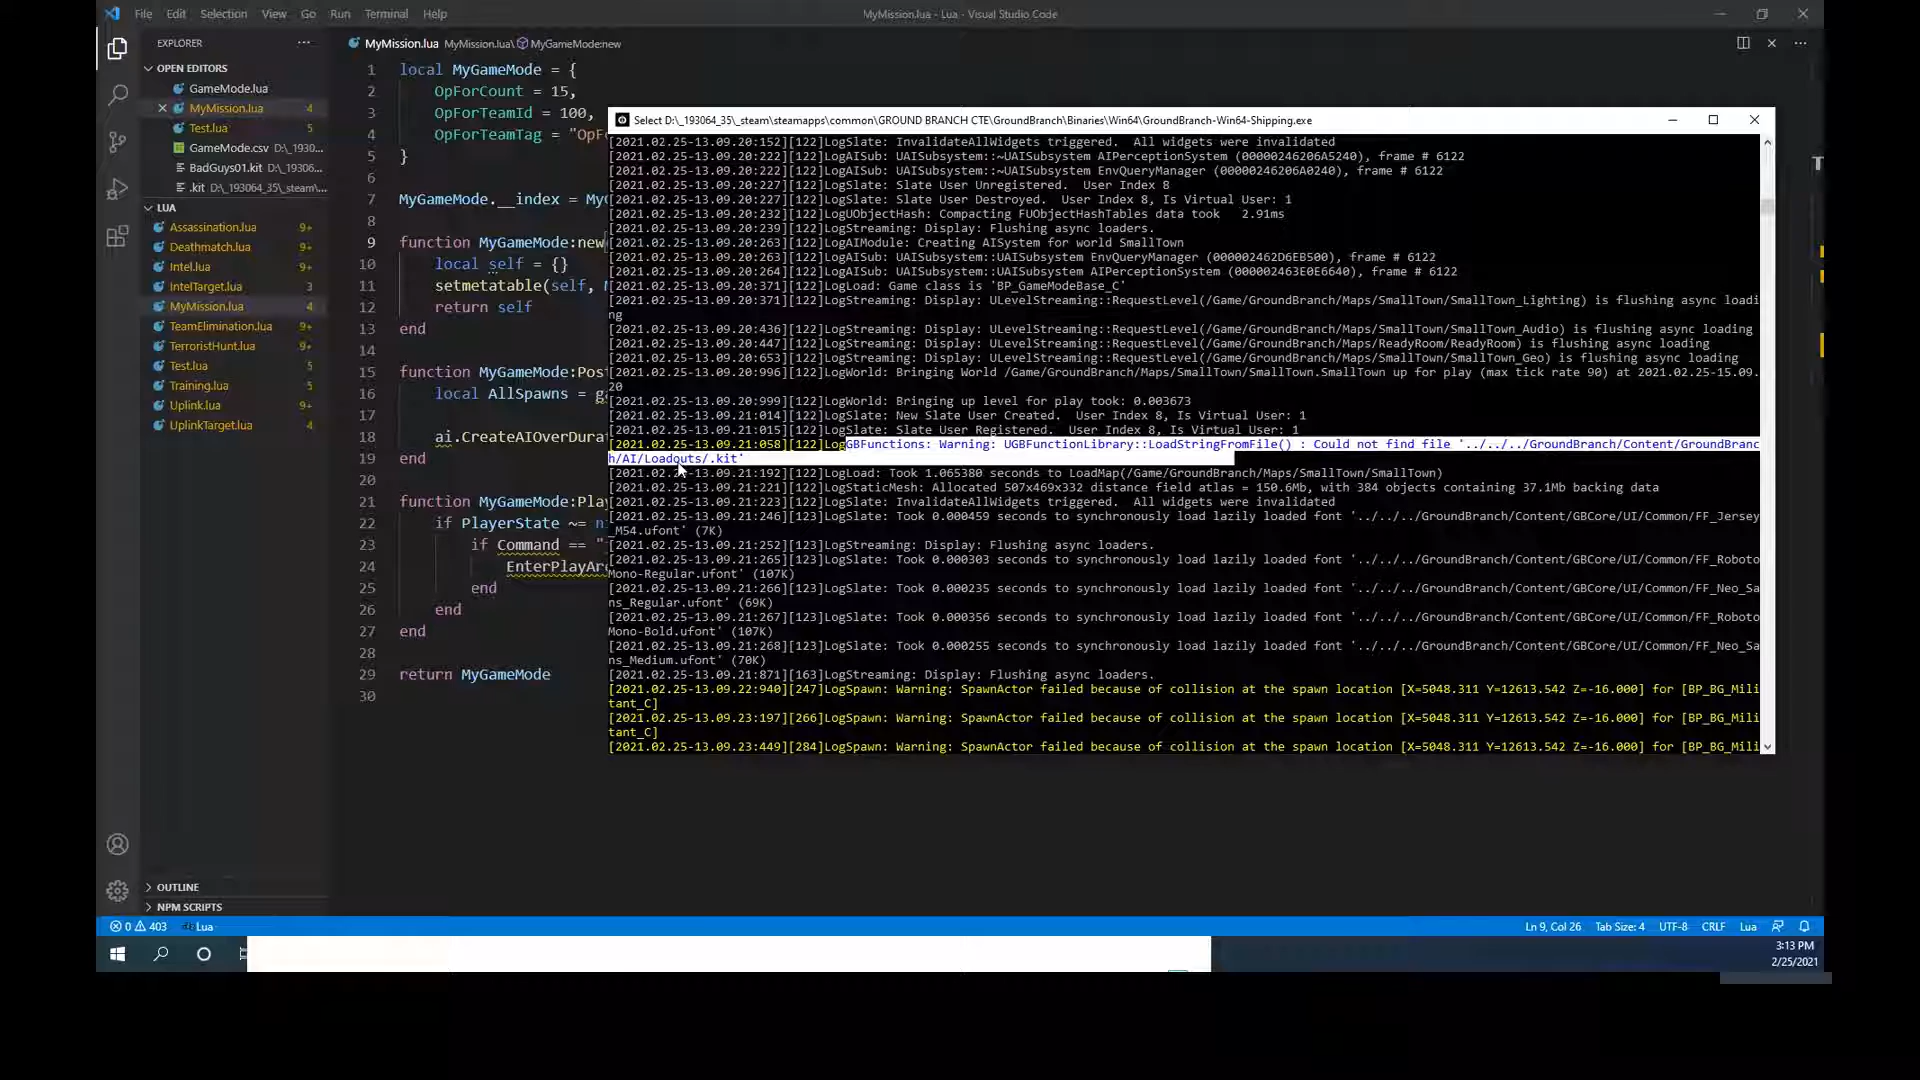 File Edit Selection View Go Run Terminal Help
MyMission.lua - Lua - Visual Studio Code
EXPLORER
OPEN EDITORS
GameMode.lua
MyMission.lua 4
Test.lua 5
GameMode.csv D:\_1930...
BadGuys01.kit D:\_19306...
.kit D:\_193064_35\_steam\...
LUA
Assassination.lua 9+
Deathmatch.lua 9+
Intel.lua 9+
IntelTarget.lua 3
MyMission.lua 4
TeamElimination.lua 9+
TerroristHunt.lua 9+
Test.lua 5
Training.lua 5
Uplink.lua 9+
UplinkTarget.lua 4
OUTLINE
NPM SCRIPTS
MyMission.lua MyMission.lua\ MyGameMode:new
1 local MyGameMode = {
2 OpForCount = 15,
3 OpForTeamId = 100,
4 OpForTeamTag = "OpFo
5 }
6
7 MyGameMode.__index = MyG
8
9 function MyGameMode:new
10 local self = {}
11 setmetatable(self, M
12 return self
13 end
14
15 function MyGameMode:Pos
16 local AllSpawns = ga
17
18 ai.CreateAIOverDurat
19 end
20
21 function MyGameMode:Pla
22 if PlayerState ~= ni
23 if Command == "
24 EnterPlayAre
25 end
26 end
27 end
28
29 return MyGameMode
30
Select D:\_193064_35\_steam\steamapps\common\GROUND BRANCH CTE\GroundBranch\Binaries\Win64\GroundBranch-Win64-Shipping.exe
[2021.02.25-13.09.20:152][122]LogSlate: InvalidateAllWidgets triggered.  All widgets were invalidated
[2021.02.25-13.09.20:222][122]LogAISub: UAISubsystem::~UAISubsystem AIPerceptionSystem (00000246206A5240), frame # 6122
[2021.02.25-13.09.20:222][122]LogAISub: UAISubsystem::~UAISubsystem EnvQueryManager (00000246206A0240), frame # 6122
[2021.02.25-13.09.20:227][122]LogSlate: Slate User Unregistered.  User Index 8
[2021.02.25-13.09.20:227][122]LogSlate: Slate User Destroyed.  User Index 8, Is Virtual User: 1
[2021.02.25-13.09.20:232][122]LogUObjectHash: Compacting FUObjectHashTables data took   2.91ms
[2021.02.25-13.09.20:239][122]LogStreaming: Display: Flushing async loaders.
[2021.02.25-13.09.20:263][122]LogAIModule: Creating AISystem for world SmallTown
[2021.02.25-13.09.20:263][122]LogAISub: UAISubsystem::UAISubsystem EnvQueryManager (000002462D6EB500), frame # 6122
[2021.02.25-13.09.20:264][122]LogAISub: UAISubsystem::UAISubsystem AIPerceptionSystem (000002463E0E6640), frame # 6122
[2021.02.25-13.09.20:371][122]LogLoad: Game class is 'BP_GameModeBase_C'
[2021.02.25-13.09.20:371][122]LogStreaming: Display: ULevelStreaming::RequestLevel(/Game/GroundBranch/Maps/SmallTown/SmallTown_Lighting) is flushing async loadi
ng
[2021.02.25-13.09.20:436][122]LogStreaming: Display: ULevelStreaming::RequestLevel(/Game/GroundBranch/Maps/SmallTown/SmallTown_Audio) is flushing async loading
[2021.02.25-13.09.20:447][122]LogStreaming: Display: ULevelStreaming::RequestLevel(/Game/GroundBranch/Maps/ReadyRoom/ReadyRoom) is flushing async loading
[2021.02.25-13.09.20:653][122]LogStreaming: Display: ULevelStreaming::RequestLevel(/Game/GroundBranch/Maps/SmallTown/SmallTown_Geo) is flushing async loading
[2021.02.25-13.09.20:996][122]LogWorld: Bringing World /Game/GroundBranch/Maps/SmallTown/SmallTown.SmallTown up for play (max tick rate 90) at 2021.02.25-15.09.
20
[2021.02.25-13.09.20:999][122]LogWorld: Bringing up level for play took: 0.003673
[2021.02.25-13.09.21:014][122]LogSlate: New Slate User Created.  User Index 8, Is Virtual User: 1
[2021.02.25-13.09.21:015][122]LogSlate: Slate User Registered.  User Index 8, Is Virtual User: 1
[2021.02.25-13.09.21:058][122]LogGBFunctions: Warning: UGBFunctionLibrary::LoadStringFromFile() : Could not find file '../../../GroundBranch/Content/GroundBranc
h/AI/Loadouts/.kit'
[2021.02.25-13.09.21:192][122]LogLoad: Took 1.065380 seconds to LoadMap(/Game/GroundBranch/Maps/SmallTown/SmallTown)
[2021.02.25-13.09.21:221][122]LogStaticMesh: Allocated 507x469x332 distance field atlas = 150.6Mb, with 384 objects containing 37.1Mb backing data
[2021.02.25-13.09.21:223][123]LogSlate: InvalidateAllWidgets triggered.  All widgets were invalidated
[2021.02.25-13.09.21:246][123]LogSlate: Took 0.000459 seconds to synchronously load lazily loaded font '../../../GroundBranch/Content/GBCore/UI/Common/FF_Jersey
_M54.ufont' (7K)
[2021.02.25-13.09.21:252][123]LogStreaming: Display: Flushing async loaders.
[2021.02.25-13.09.21:265][123]LogSlate: Took 0.000303 seconds to synchronously load lazily loaded font '../../../GroundBranch/Content/GBCore/UI/Common/FF_Roboto
Mono-Regular.ufont' (107K)
[2021.02.25-13.09.21:266][123]LogSlate: Took 0.000235 seconds to synchronously load lazily loaded font '../../../GroundBranch/Content/GBCore/UI/Common/FF_Neo_Sa
ns_Regular.ufont' (69K)
[2021.02.25-13.09.21:267][123]LogSlate: Took 0.000356 seconds to synchronously load lazily loaded font '../../../GroundBranch/Content/GBCore/UI/Common/FF_Roboto
Mono-Bold.ufont' (107K)
[2021.02.25-13.09.21:268][123]LogSlate: Took 0.000255 seconds to synchronously load lazily loaded font '../../../GroundBranch/Content/GBCore/UI/Common/FF_Neo_Sa
ns_Medium.ufont' (70K)
[2021.02.25-13.09.21:871][163]LogStreaming: Display: Flushing async loaders.
[2021.02.25-13.09.22:940][247]LogSpawn: Warning: SpawnActor failed because of collision at the spawn location [X=5048.311 Y=12613.542 Z=-16.000] for [BP_BG_Mili
tant_C]
[2021.02.25-13.09.23:197][266]LogSpawn: Warning: SpawnActor failed because of collision at the spawn location [X=5048.311 Y=12613.542 Z=-16.000] for [BP_BG_Mili
tant_C]
[2021.02.25-13.09.23:449][284]LogSpawn: Warning: SpawnActor failed because of collision at the spawn location [X=5048.311 Y=12613.542 Z=-16.000] for [BP_BG_Mili
0 403 Lua
Ln 9, Col 26 Tab Size: 4 UTF-8 CRLF Lua
3:13 PM
2/25/2021